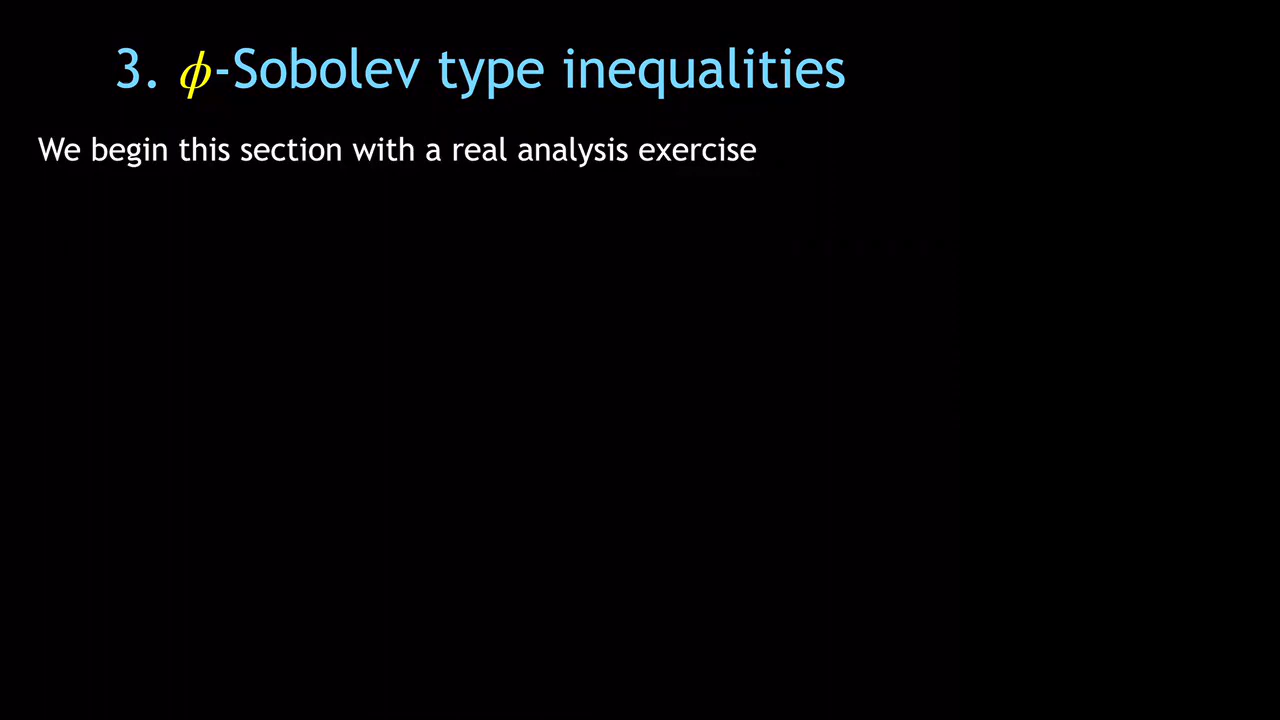 3. ϕ-Sobolev type inequalities
We begin this section with a real analysis exercise